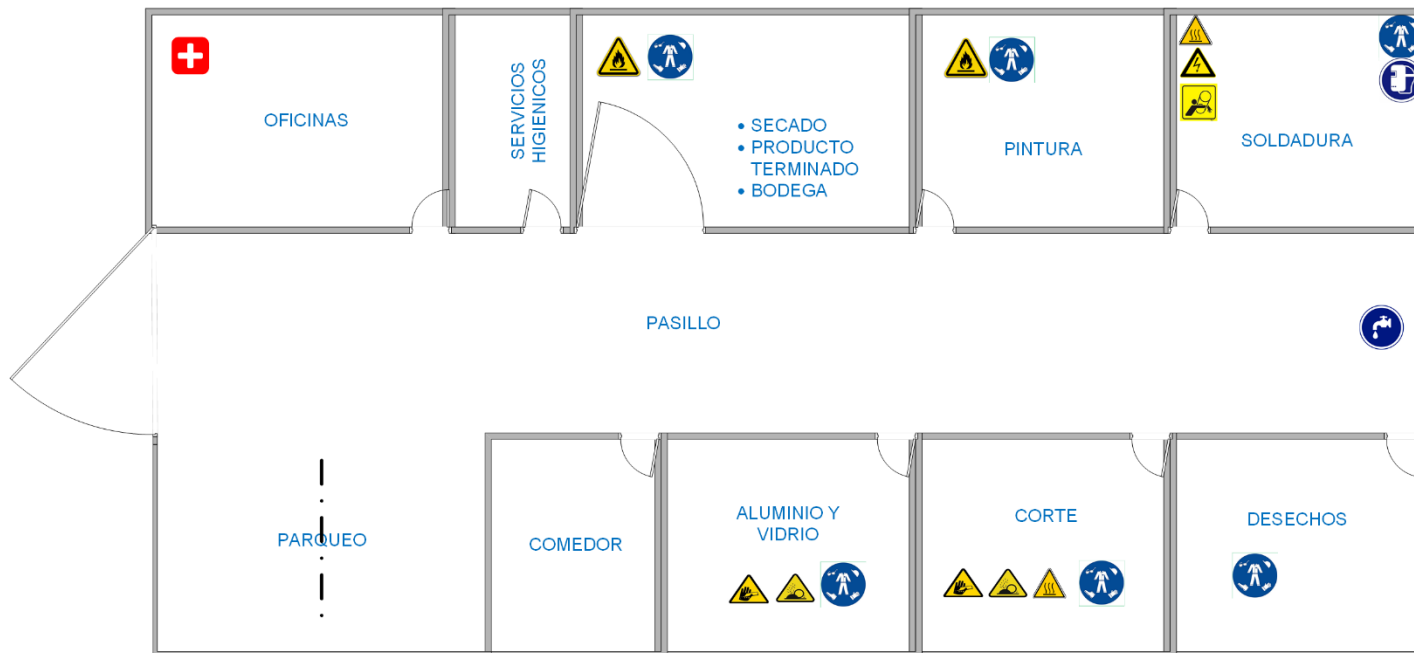 OFICINAS
SERVICIOS
HIGIENICOS
• SECADO
• PRODUCTO
TERMINADO
• BODEGA
PINTURA
SOLDADURA
PASILLO
PARQUEO
COMEDOR
ALUMINIO Y
VIDRIO
CORTE
DESECHOS